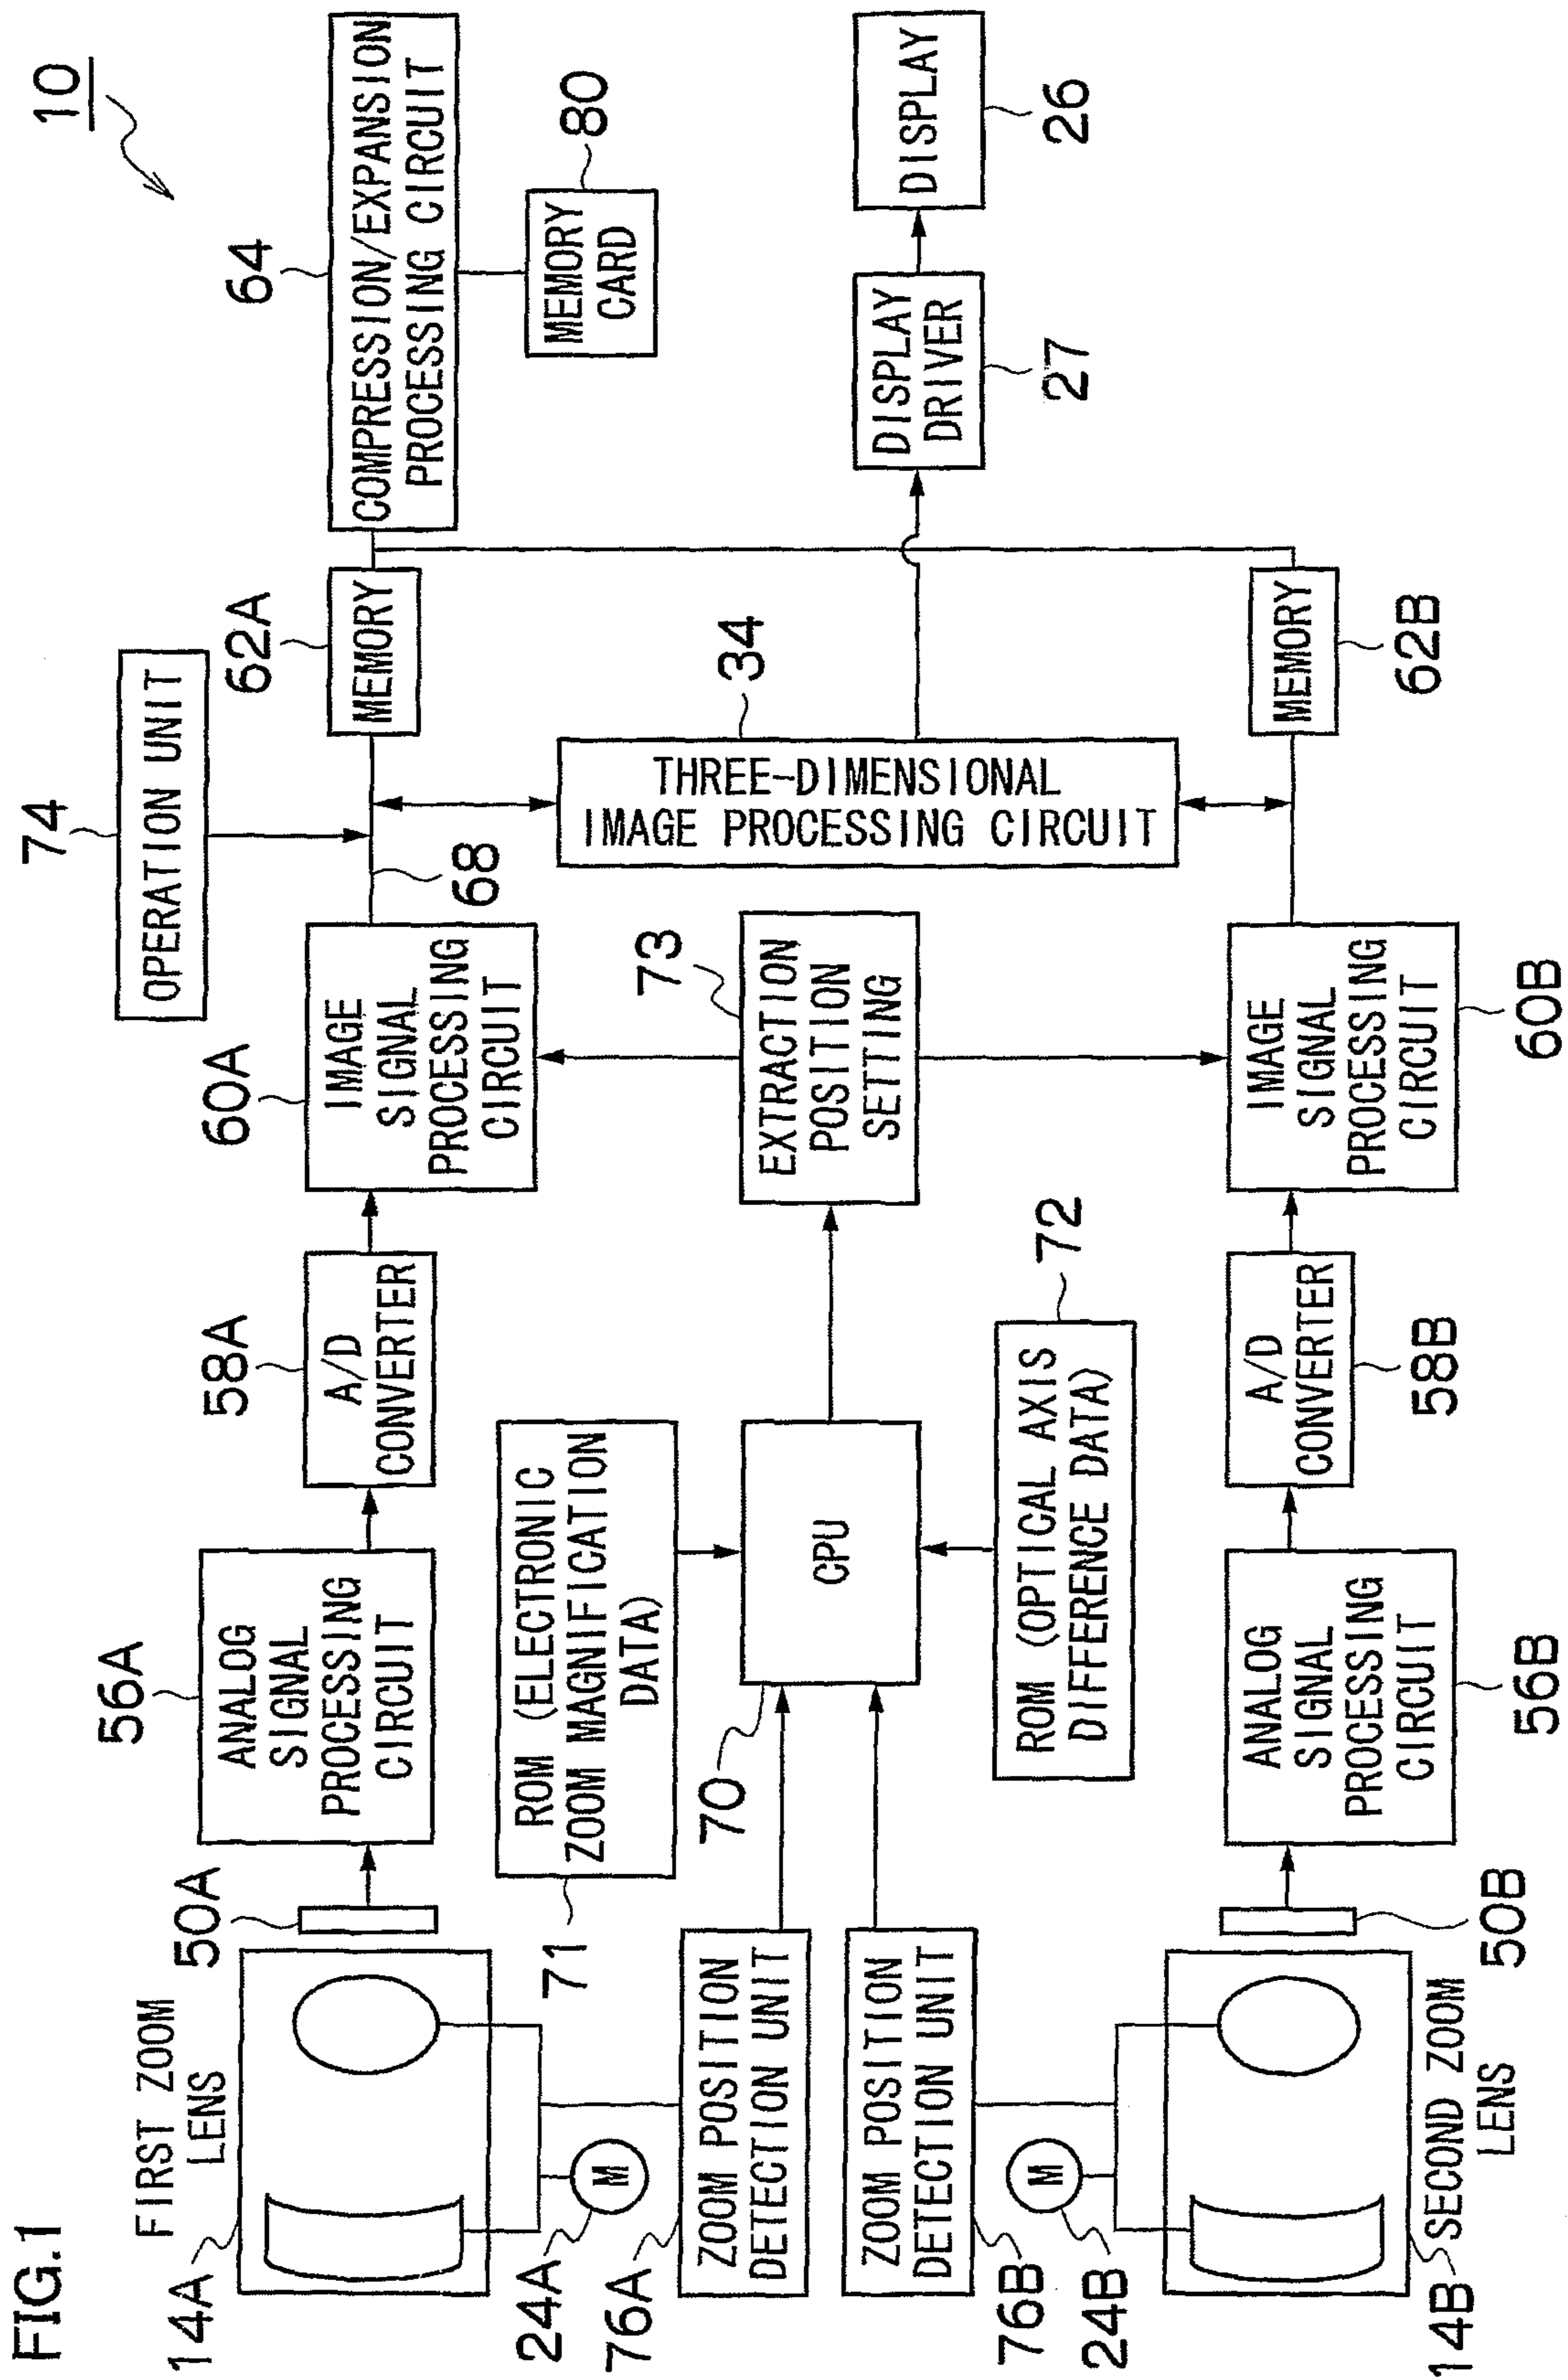 FIG.1
10
14A
FIRST ZOOM
LENS
50A
56A
ANALOG
SIGNAL
PROCESSING
CIRCUIT
58A
A/D
CONVERTER
60A
IMAGE
SIGNAL
PROCESSING
CIRCUIT
68
74
OPERATION UNIT
62A
MEMORY
64
COMPRESSION/EXPANSION
PROCESSING CIRCUIT
MEMORY
CARD
80
24A
M
76A
ZOOM POSITION
DETECTION UNIT
71
ROM (ELECTRONIC
ZOOM MAGNIFICATION
DATA)
70
CPU
73
EXTRACTION
POSITION
SETTING
34
THREE-DIMENSIONAL
IMAGE PROCESSING CIRCUIT
DISPLAY
DRIVER
27
DISPLAY
26
ZOOM POSITION
DETECTION UNIT
76B
M
24B
72
ROM (OPTICAL AXIS
DIFFERENCE DATA)
14B
SECOND ZOOM
LENS
50B
ANALOG
SIGNAL
PROCESSING
CIRCUIT
56B
A/D
CONVERTER
58B
IMAGE
SIGNAL
PROCESSING
CIRCUIT
60B
MEMORY
62B